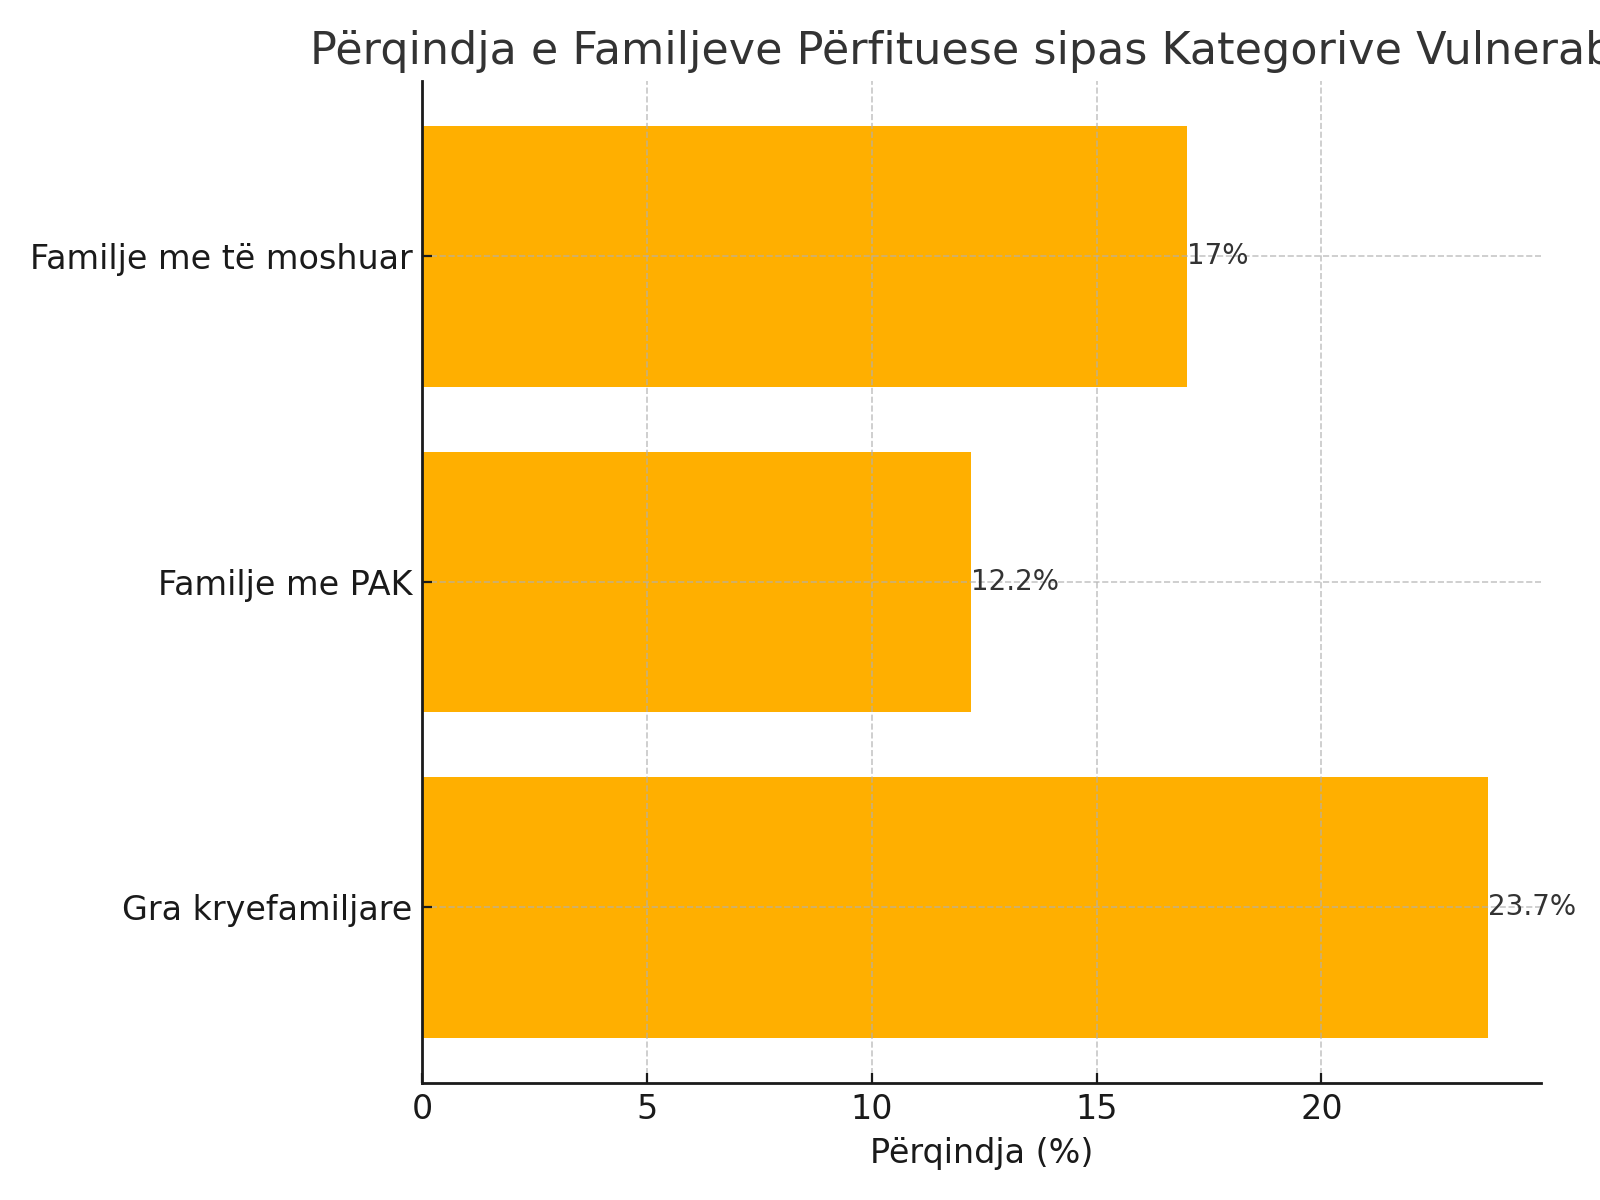 Përqindja e Familjeve Përfituese sipas Kategorive
Familje me të moshuar
17%
Familje me PAK
12.2%
Gra kryefamiljare
23.7%
0 5 10 15 20
Përqindja (%)